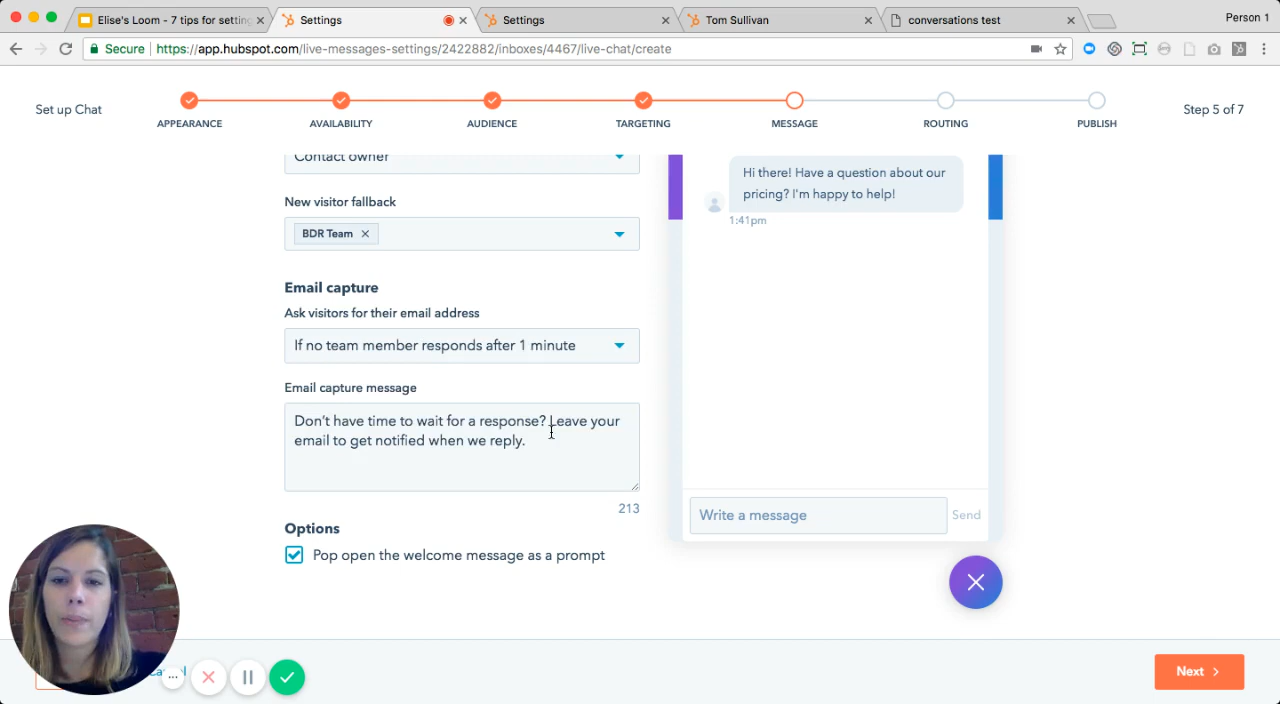 Elise's Loom - 7 tips for setting
Settings
Settings
Tom Sullivan
conversations test
Person 1
Secure
https://app.hubspot.com/live-messages-settings/2422882/inboxes/4467/live-chat/create
Set up Chat
APPEARANCE
AVAILABILITY
AUDIENCE
TARGETING
MESSAGE
ROUTING
PUBLISH
Step 5 of 7
Contact owner
New visitor fallback
BDR Team
Email capture
Ask visitors for their email address
If no team member responds after 1 minute
Email capture message
Don't have time to wait for a response? Leave your
email to get notified when we reply.
213
Options
Pop open the welcome message as a prompt
Hi there! Have a question about our
pricing? I'm happy to help!
1:41pm
Write a message
Send
Next